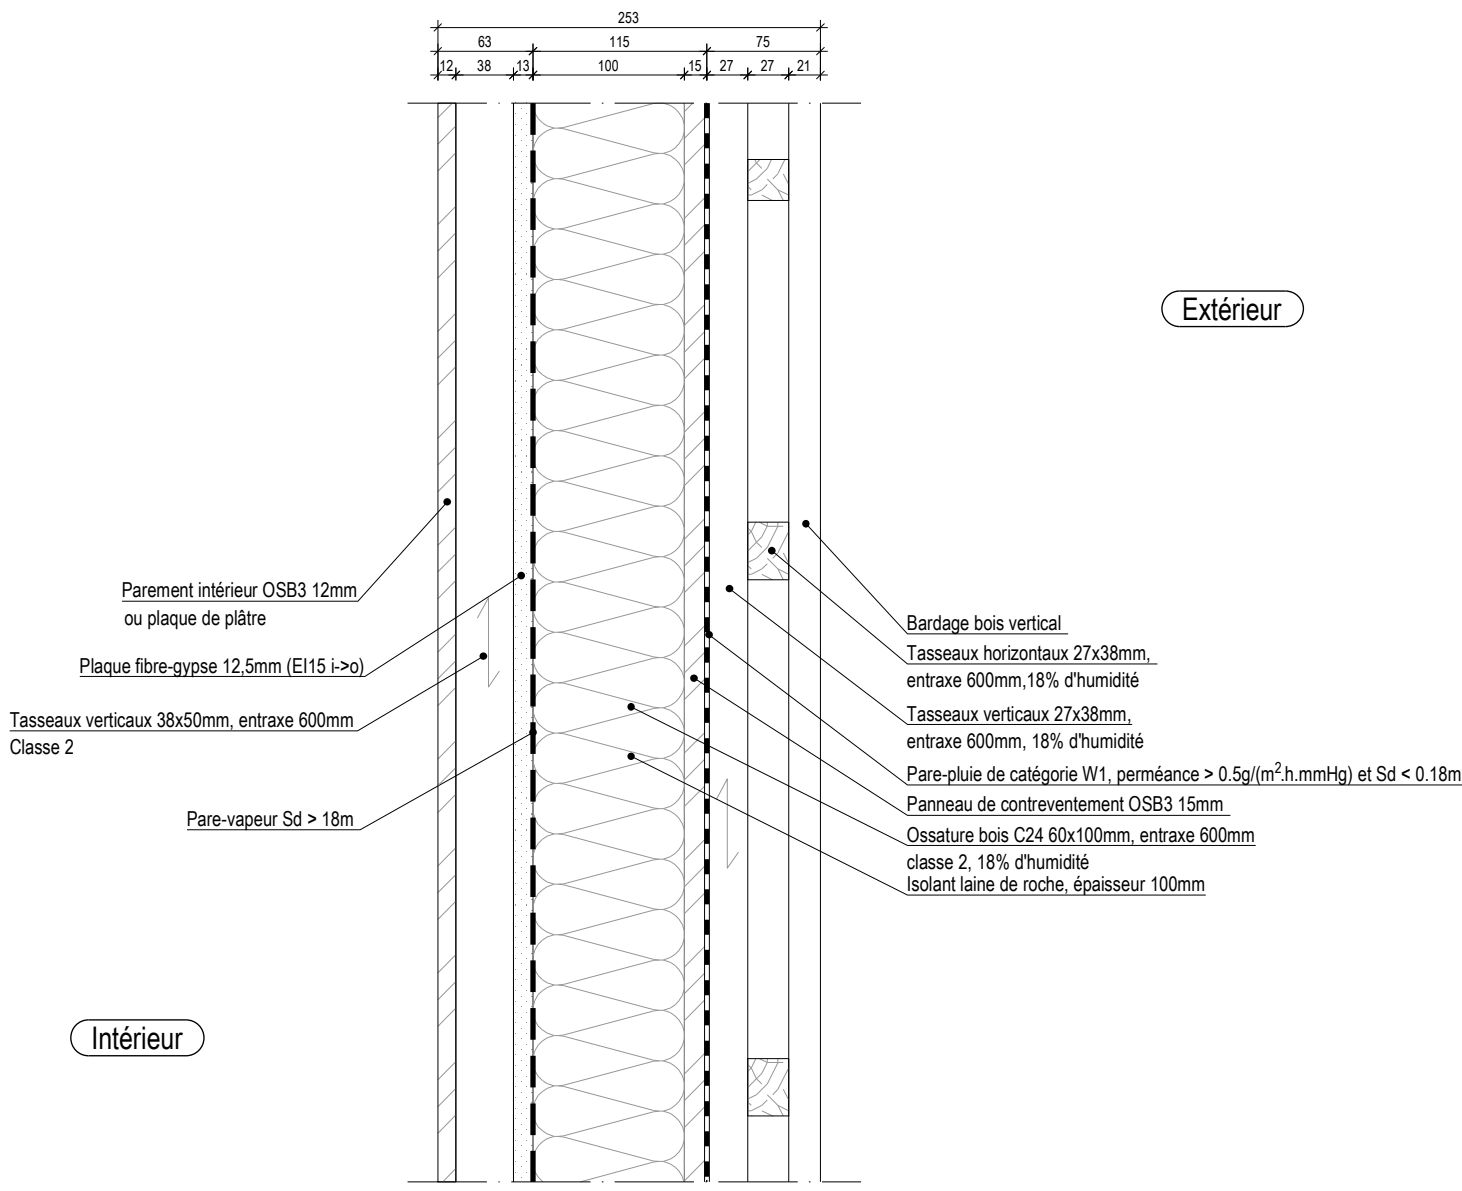 253
63 115 75
12 38 13 100 15 27 27 21
Extérieur
Parement intérieur OSB3 12mm
ou plaque de plâtre
Plaque fibre-gypse 12,5mm (EI15 i->o)
Tasseaux verticaux 38x50mm, entraxe 600mm
Classe 2
Pare-vapeur Sd > 18m
Bardage bois vertical
Tasseaux horizontaux 27x38mm,
entraxe 600mm,18% d'humidité
Tasseaux verticaux 27x38mm,
entraxe 600mm, 18% d'humidité
Pare-pluie de catégorie W1, perméance > 0.5g/(m².h.mmHg) et Sd < 0.18m
Panneau de contreventement OSB3 15mm
Ossature bois C24 60x100mm, entraxe 600mm
classe 2, 18% d'humidité
Isolant laine de roche, épaisseur 100mm
Intérieur